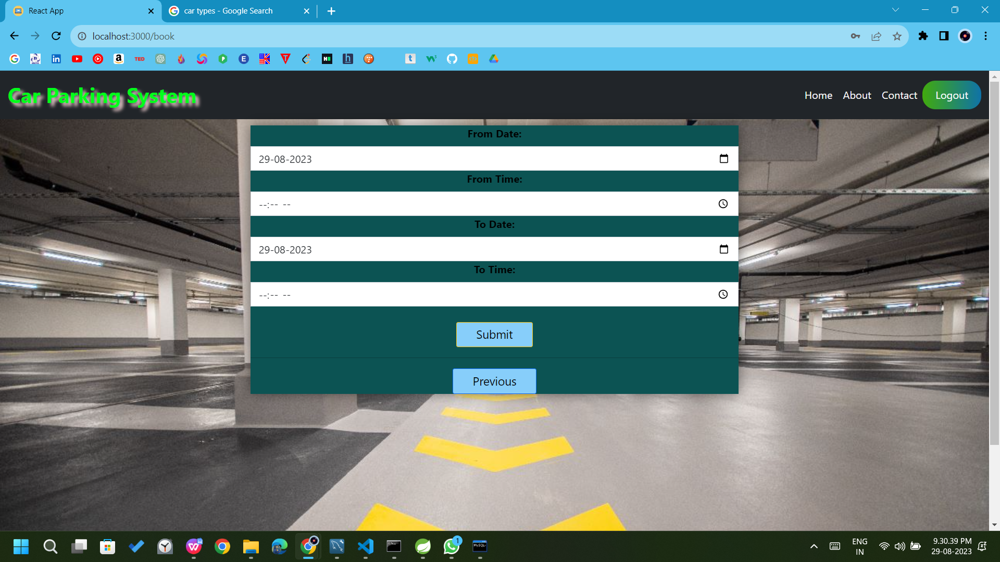 React App
car types - Google Search
localhost:3000/book
TED
Car Parking System
Home
About
Contact
Logout
From Date:
29-08-2023
From Time:
--:-- --
To Date:
29-08-2023
To Time:
--:-- --
Submit
Previous
1
ENG
IN
9.30.39 PM
29-08-2023